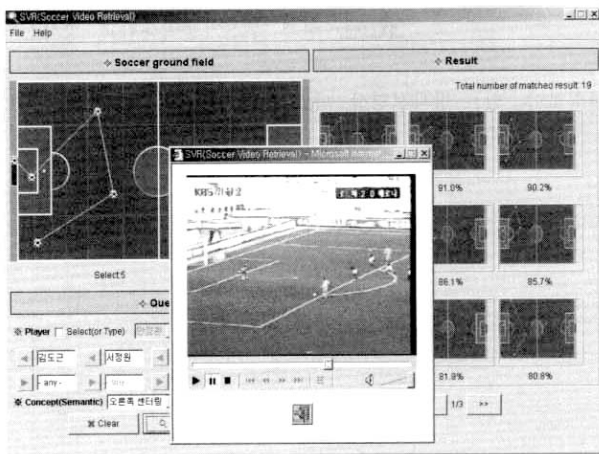 SVR(Soccer Video Retrieval)
File Help
Soccer ground field
Result
Total number of matched result 19
SVR(Soccer Video Retrieval) - Microsoft
91.0%
90.2%
Select:5
86.1%
85.7%
Player Select(or Type)
김도근
서정원
- any -
81.8%
80.8%
Concept(Semantic) 오른쪽 센터링
1/3 >>
Clear